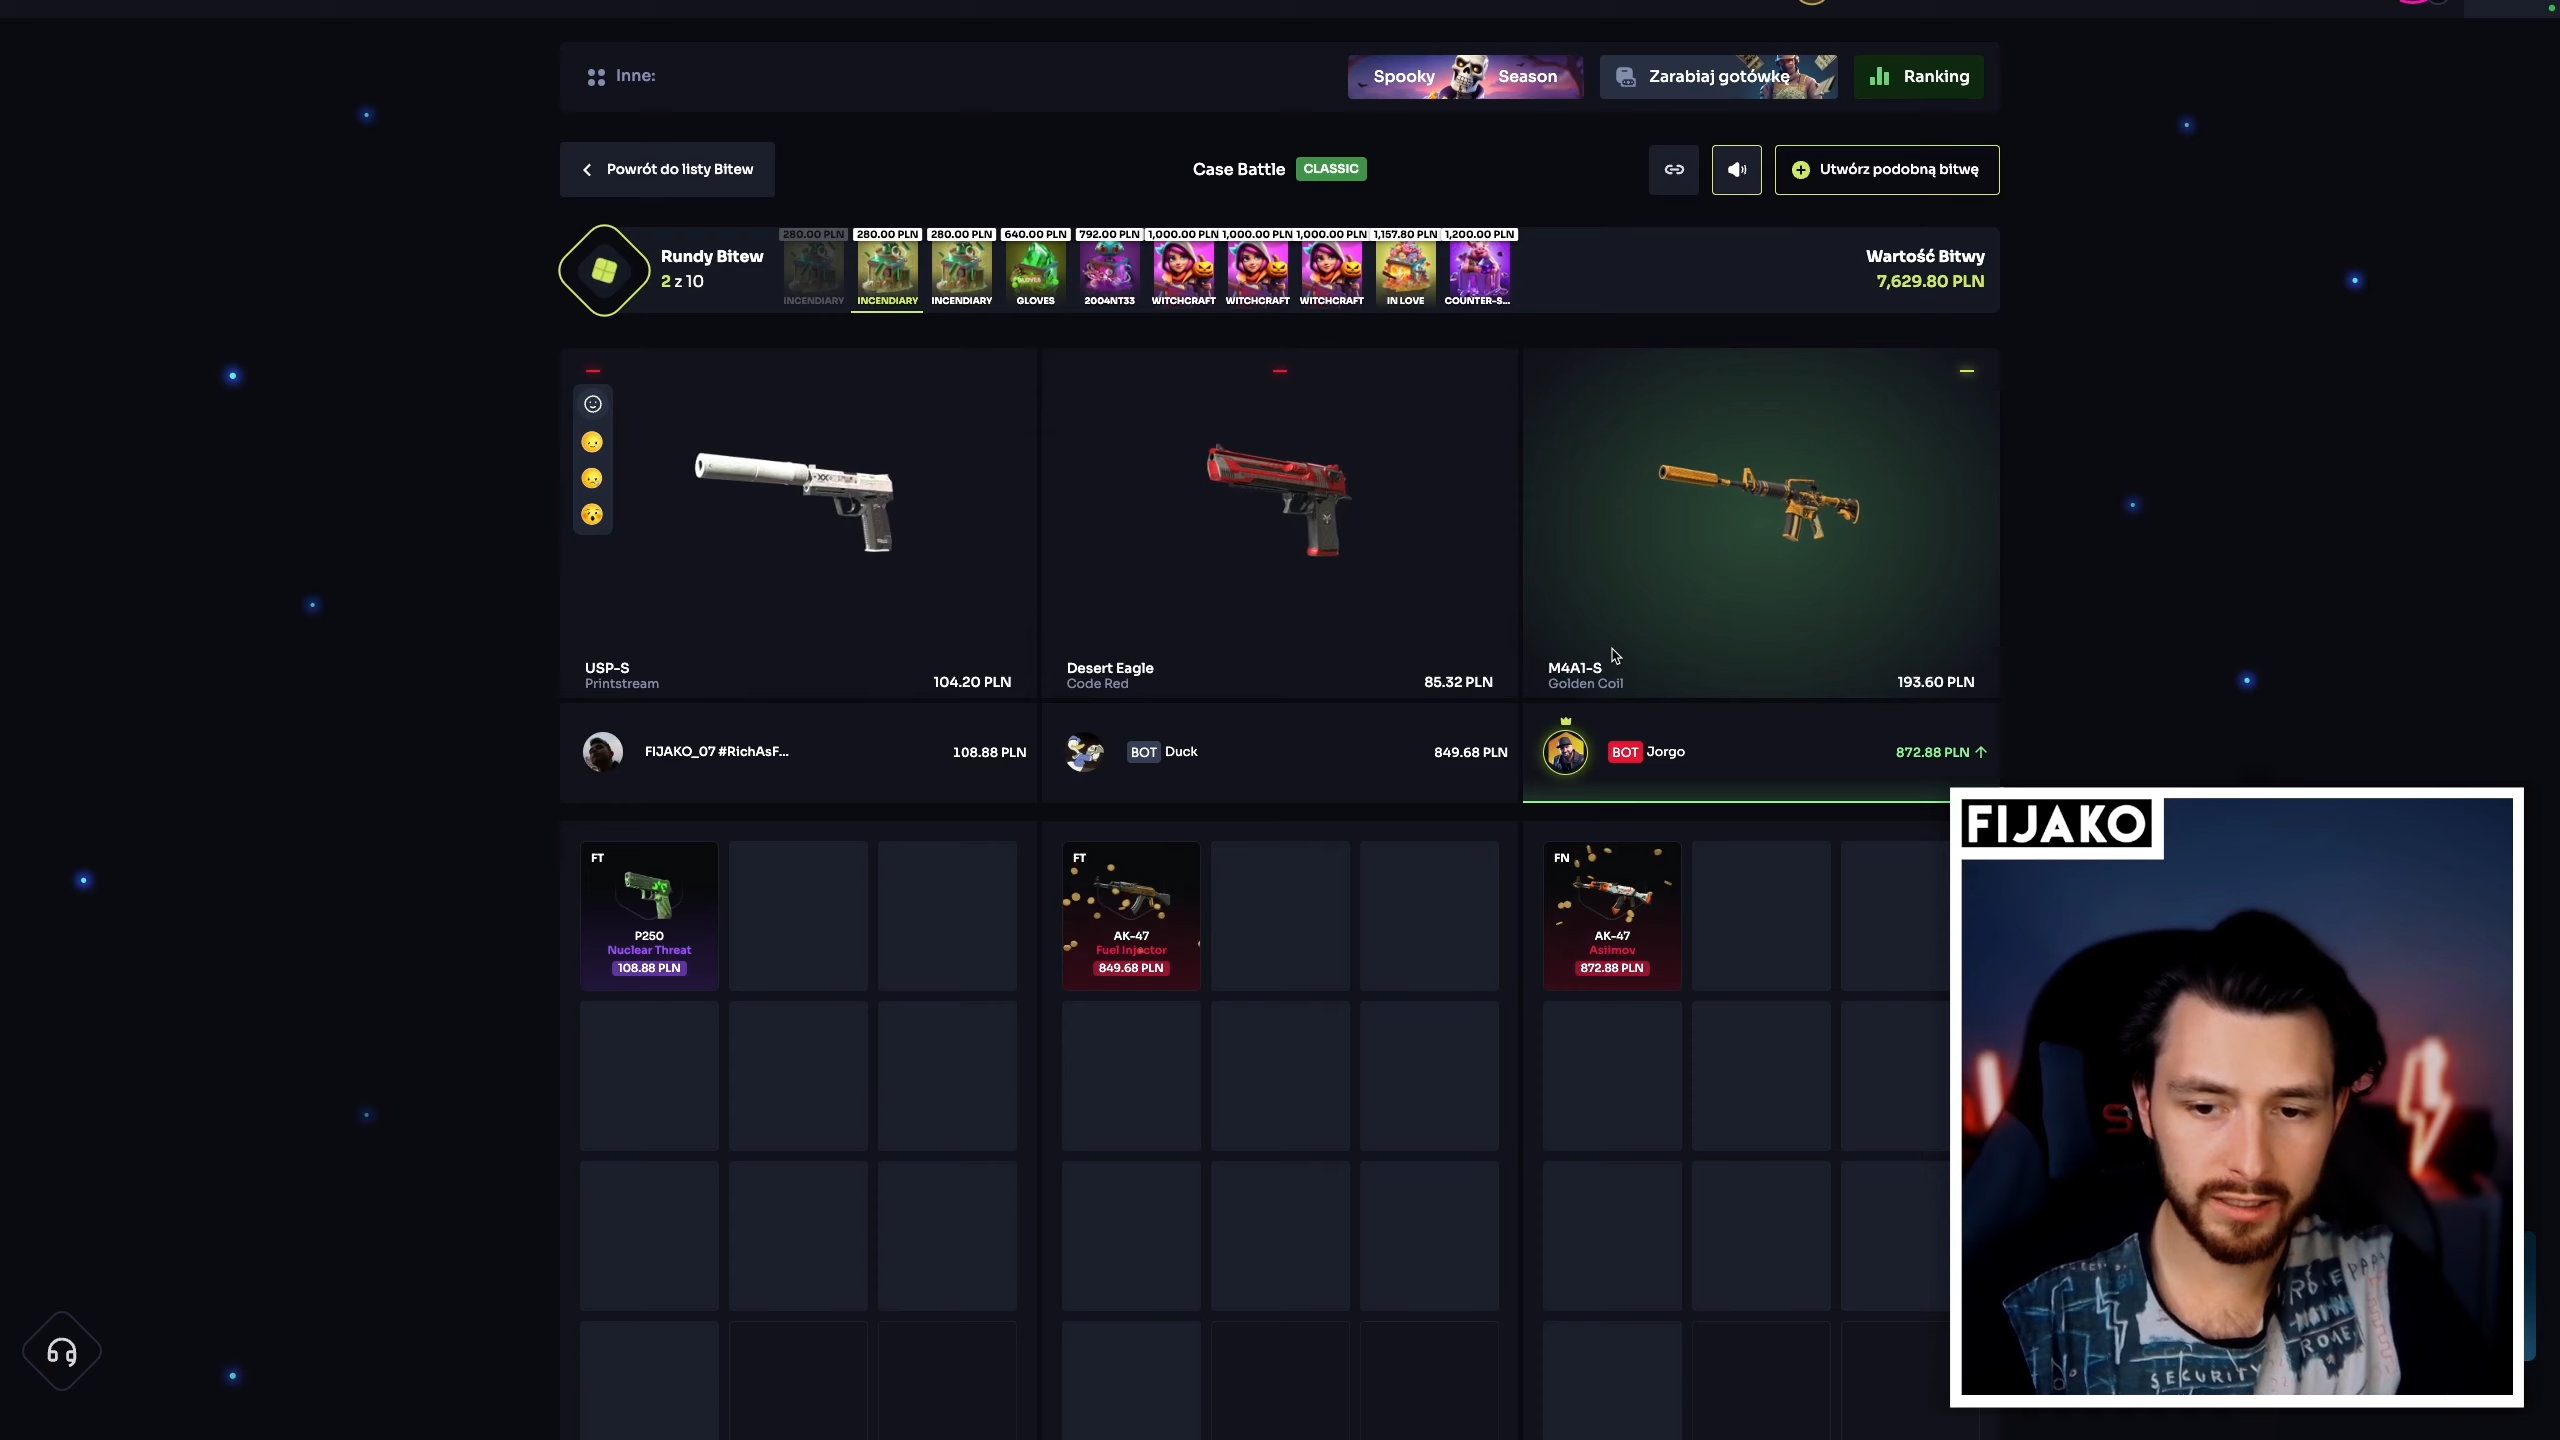 Inne:
Spooky Season
Zarabiaj gotówkę
Ranking
Powrót do listy Bitew
Case Battle CLASSIC
Utwórz podobną bitwę
Rundy Bitew
2 z 10
280.00 PLN 280.00 PLN 280.00 PLN 640.00 PLN 792.00 PLN 1,000.00 PLN 1,000.00 PLN 1,000.00 PLN 1,157.80 PLN 1,200.00 PLN
GLOVES
INCENDIARY INCENDIARY INCENDIARY GLOVES 2004NT33 WITCHCRAFT WITCHCRAFT WITCHCRAFT IN LOVE COUNTER-S...
Wartość Bitwy
7,629.80 PLN
USP-S
Printstream
104.20 PLN
Desert Eagle
Code Red
85.32 PLN
M4A1-S
Golden Coil
193.60 PLN
FIJAKO_07 #RichAsF...
108.88 PLN
BOT Duck
849.68 PLN
BOT Jorgo
872.88 PLN
FT
P250
Nuclear Threat
108.88 PLN
FT
AK-47
Fuel Injector
849.68 PLN
FN
AK-47
Asiimov
872.88 PLN
FIJAKO
SECURITY